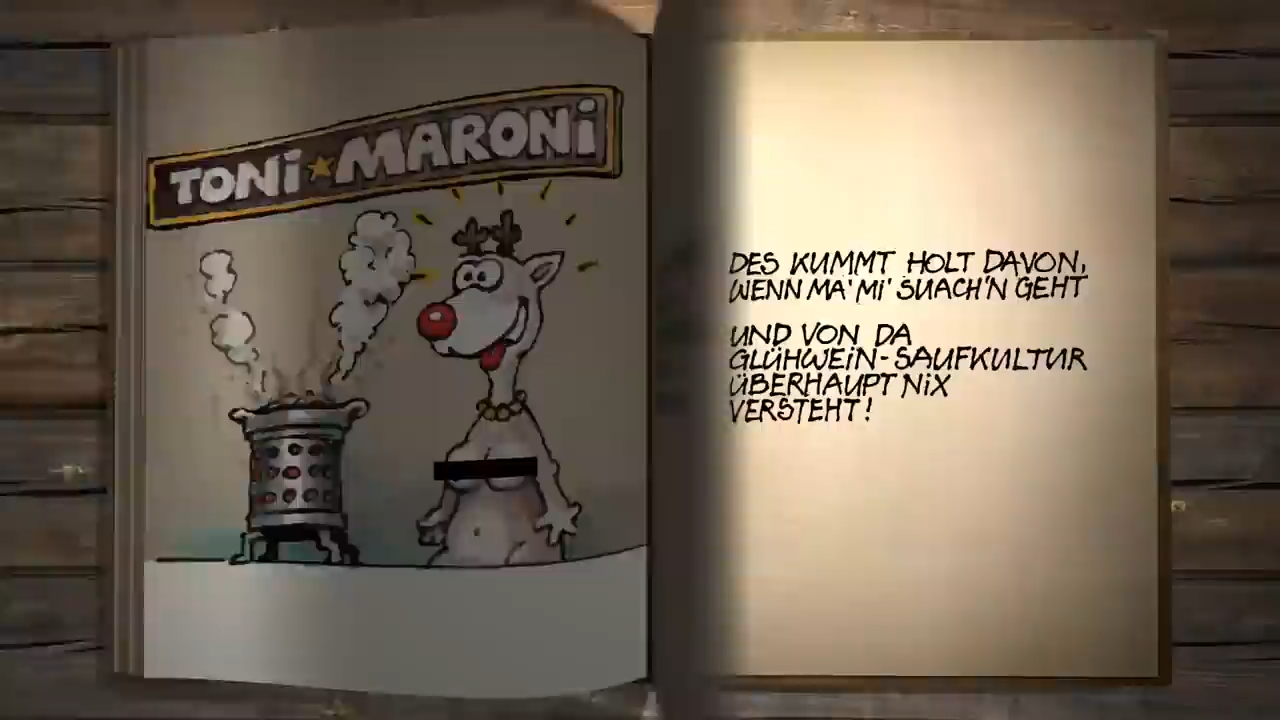 TONi★MARONi
DES KUMMT HOLT DAVON,
WENN MA' MI' SUACH'N GEHT
UND VON DA
GLÜHWEiN-SAUFKULTUR
ÜBERHAUPT NiX
VERSTEHT!